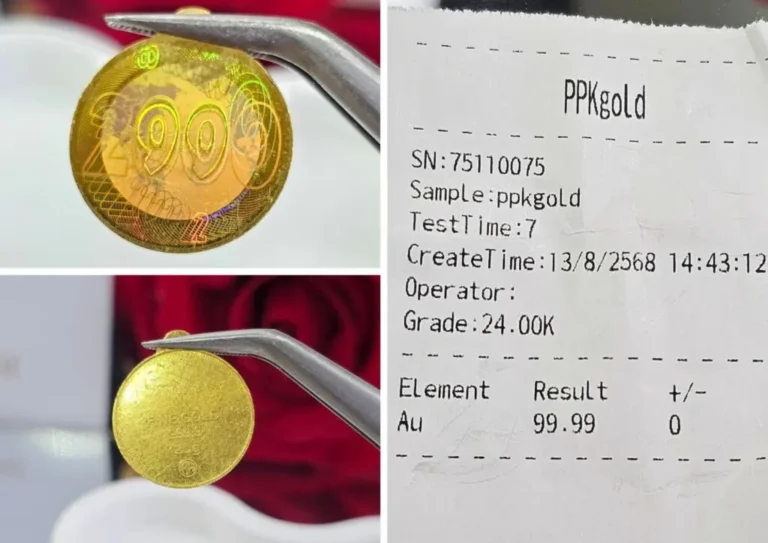 99
PPKgold
SN:75110075
Sample:ppkgold
TestTime:7
CreateTime:13/8/2568 14:43:12
Operator:
Grade:24.00K
Element Result +/-
Au 99.99 0